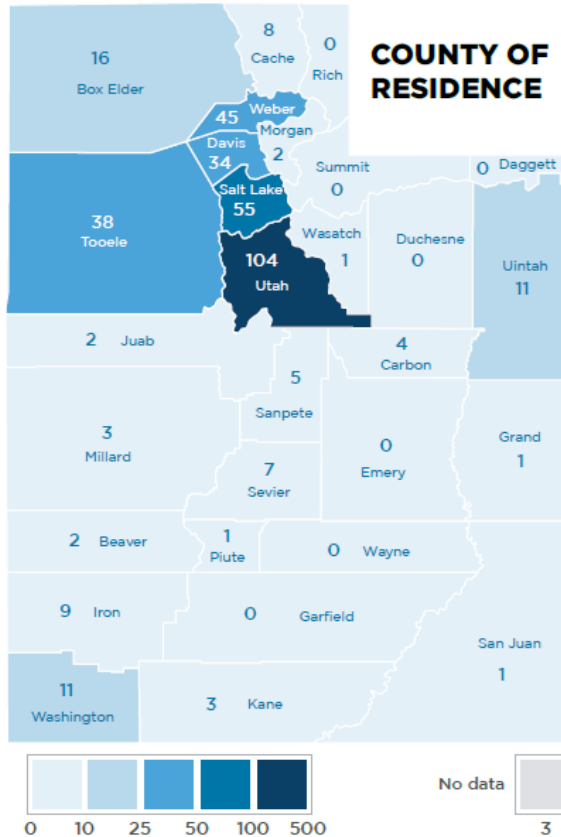 COUNTY OF
RESIDENCE
16
Box Elder
8
Cache
0
Rich
45 Weber
Morgan
2
Davis
34
Summit
0
0 Daggett
38
Tooele
Salt Lake
55
Wasatch
1
Duchesne
0
Uintah
11
104
Utah
2 Juab
4
Carbon
5
Sanpete
3
Millard
0
Emery
Grand
1
7
Sevier
2 Beaver
1
Piute
0 Wayne
9 Iron
0 Garfield
San Juan
1
11
Washington
3 Kane
No data
0 10 25 50 100 500
3